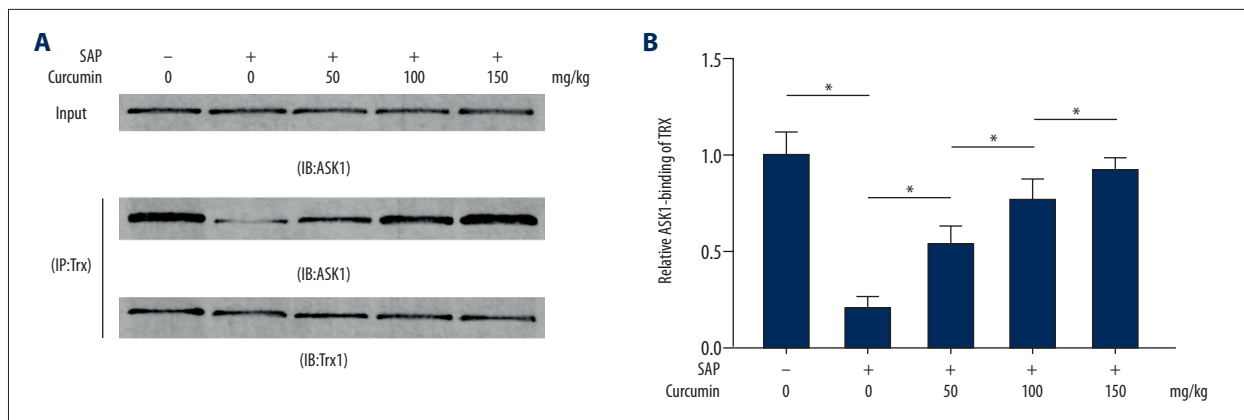 A
SAP – + + + +
Curcumin 0 0 50 100 150 mg/kg
Input
(IB:ASK1)
(IP:Trx)
(IB:ASK1)
(IB:Trx1)
B
1.5
1.0
0.5
0.0
Relative ASK1-binding of TRX
* * * *
SAP – + + + +
Curcumin 0 0 50 100 150 mg/kg